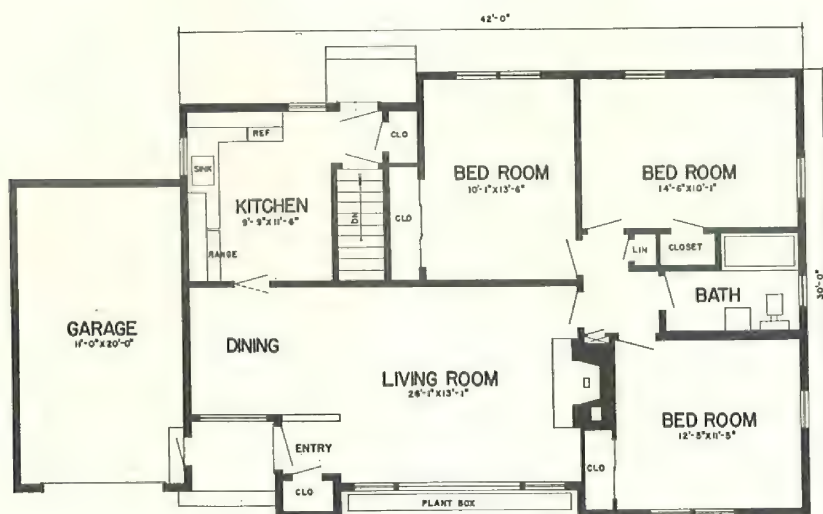 42'-0"
REF
CLO
SINK
BED ROOM
10'-1"X13'-6"
BED ROOM
14'-6"X10'-1"
KITCHEN
9'-9"X11'-6"
DN
CLO
RANGE
LIN
CLOSET
30'-0"
BATH
GARAGE
11'-0"X20'-0"
DINING
LIVING ROOM
26'-1"X13'-1"
BED ROOM
12'-5"X11'-5"
ENTRY
CLO
CLO
PLANT BOX